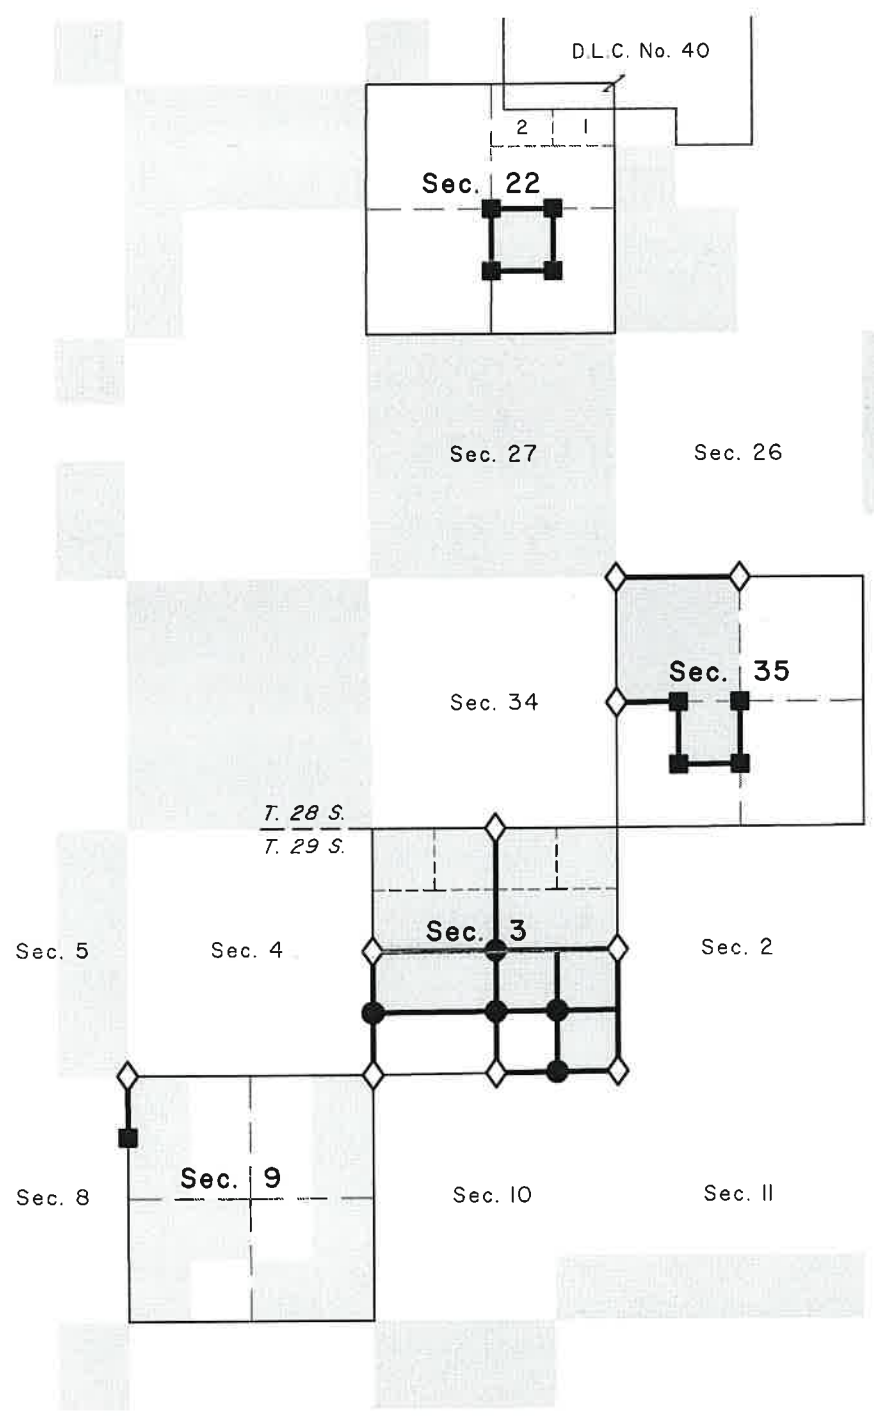 D.L.C. No. 40
2 1
Sec. 22
Sec. 27
Sec. 26
Sec. 35
Sec. 34
T. 28 S.
T. 29 S.
Sec. 3
Sec. 5
Sec. 4
Sec. 2
Sec. 9
Sec. 8
Sec. 10
Sec. 11